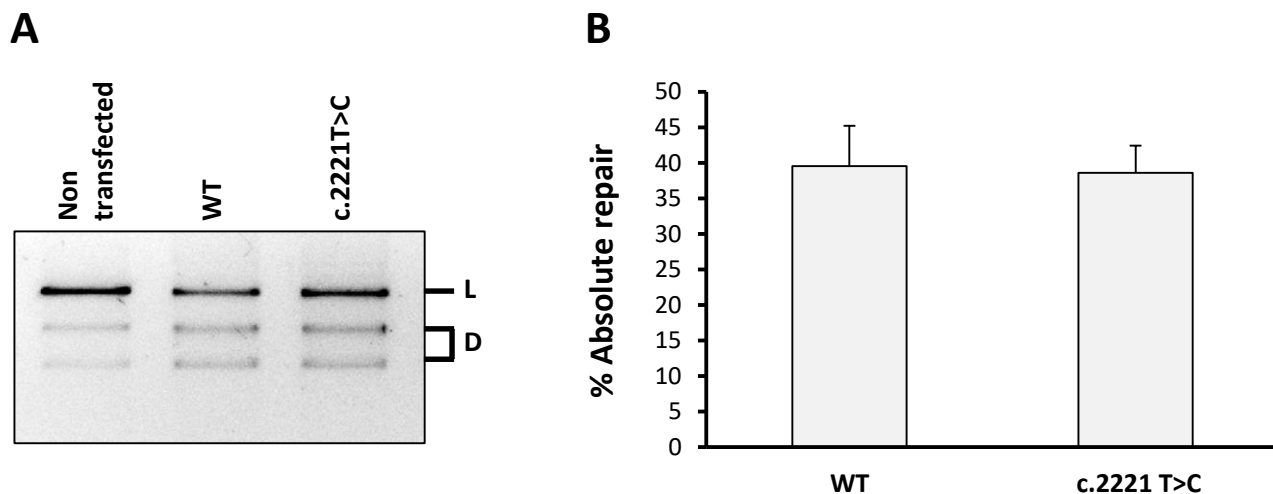 A
Non
transfected
WT
c.2221T>C
L
D
B
% Absolute repair
50
45
40
35
30
25
20
15
10
5
0
WT
c.2221 T>C